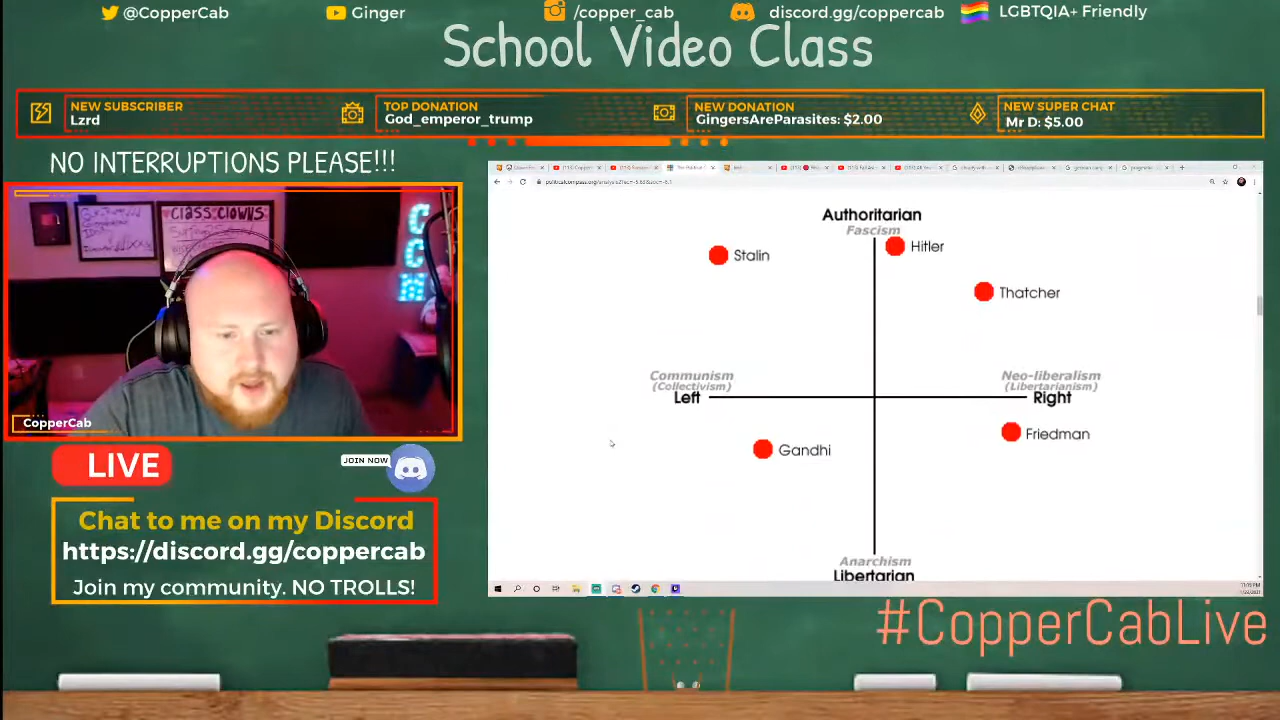 @CopperCab
Ginger
/copper_cab
discord.gg/coppercab
LGBTQIA+ Friendly
School Video Class
NEW SUBSCRIBER
Lzrd
TOP DONATION
God_emperor_trump
NEW DONATION
GingersAreParasites: $2.00
NEW SUPER CHAT
Mr D: $5.00
NO INTERRUPTIONS PLEASE!!!
CLASS CLOWNS
CopperCab
LIVE
JOIN NOW
Chat to me on my Discord
https://discord.gg/coppercab
Join my community. NO TROLLS!
Authoritarian
Fascism
Stalin
Hitler
Thatcher
Communism
(Collectivism)
Left
Neo-liberalism
(Libertarianism)
Right
Gandhi
Friedman
Anarchism
Libertarian
#CopperCabLive